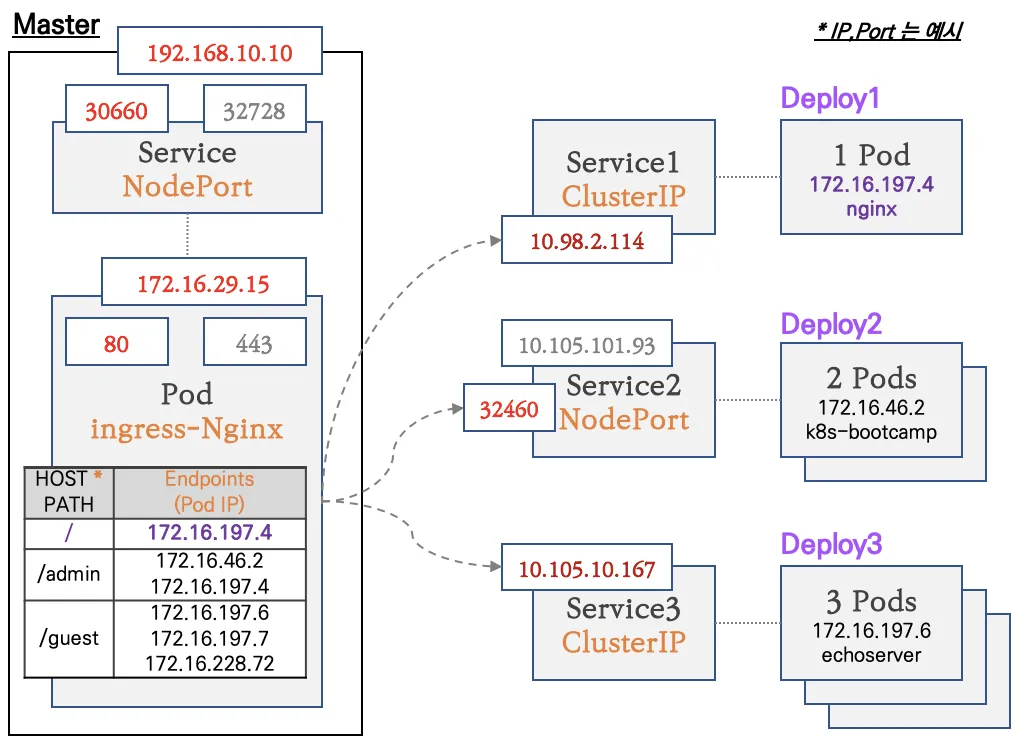 Master
* IP,Port 는 예시
192.168.10.10
30660
32728
Service
NodePort
172.16.29.15
80
443
Pod
ingress-Nginx
HOST *
PATH
Endpoints
(Pod IP)
/
172.16.197.4
/admin
172.16.46.2
172.16.197.4
/guest
172.16.197.6
172.16.197.7
172.16.228.72
Service1
ClusterIP
10.98.2.114
Deploy1
1 Pod
172.16.197.4
nginx
10.105.101.93
Service2
32460
NodePort
Deploy2
2 Pods
172.16.46.2
k8s-bootcamp
10.105.10.167
Service3
ClusterIP
Deploy3
3 Pods
172.16.197.6
echoserver